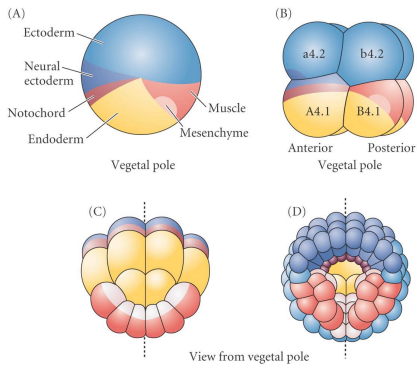 (A)
Ectoderm
Neural
ectoderm
Notochord
Endoderm
Muscle
Mesenchyme
Vegetal pole
(B)
a4.2
b4.2
A4.1
B4.1
Anterior
Posterior
Vegetal pole
(C)
(D)
View from vegetal pole